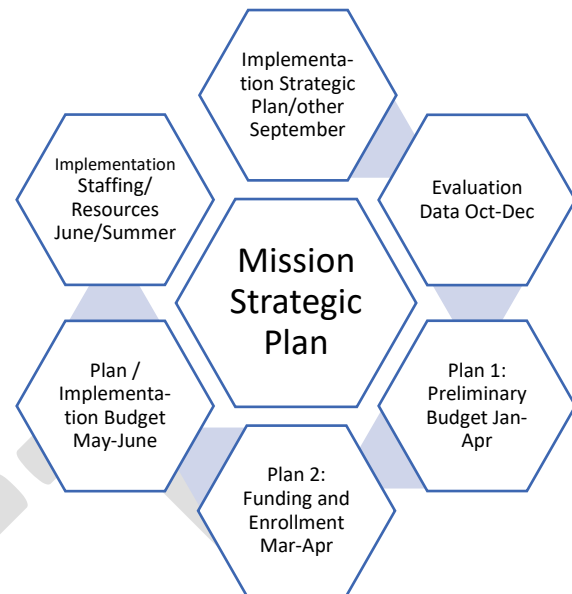 Implementa-
tion Strategic
Plan/other
September
Evaluation
Data Oct-Dec
Plan 1:
Preliminary
Budget Jan-
Apr
Plan 2:
Funding and
Enrollment
Mar-Apr
Plan /
Implementa-
tion Budget
May-June
Implementation
Staffing/
Resources
June/Summer
Mission
Strategic
Plan